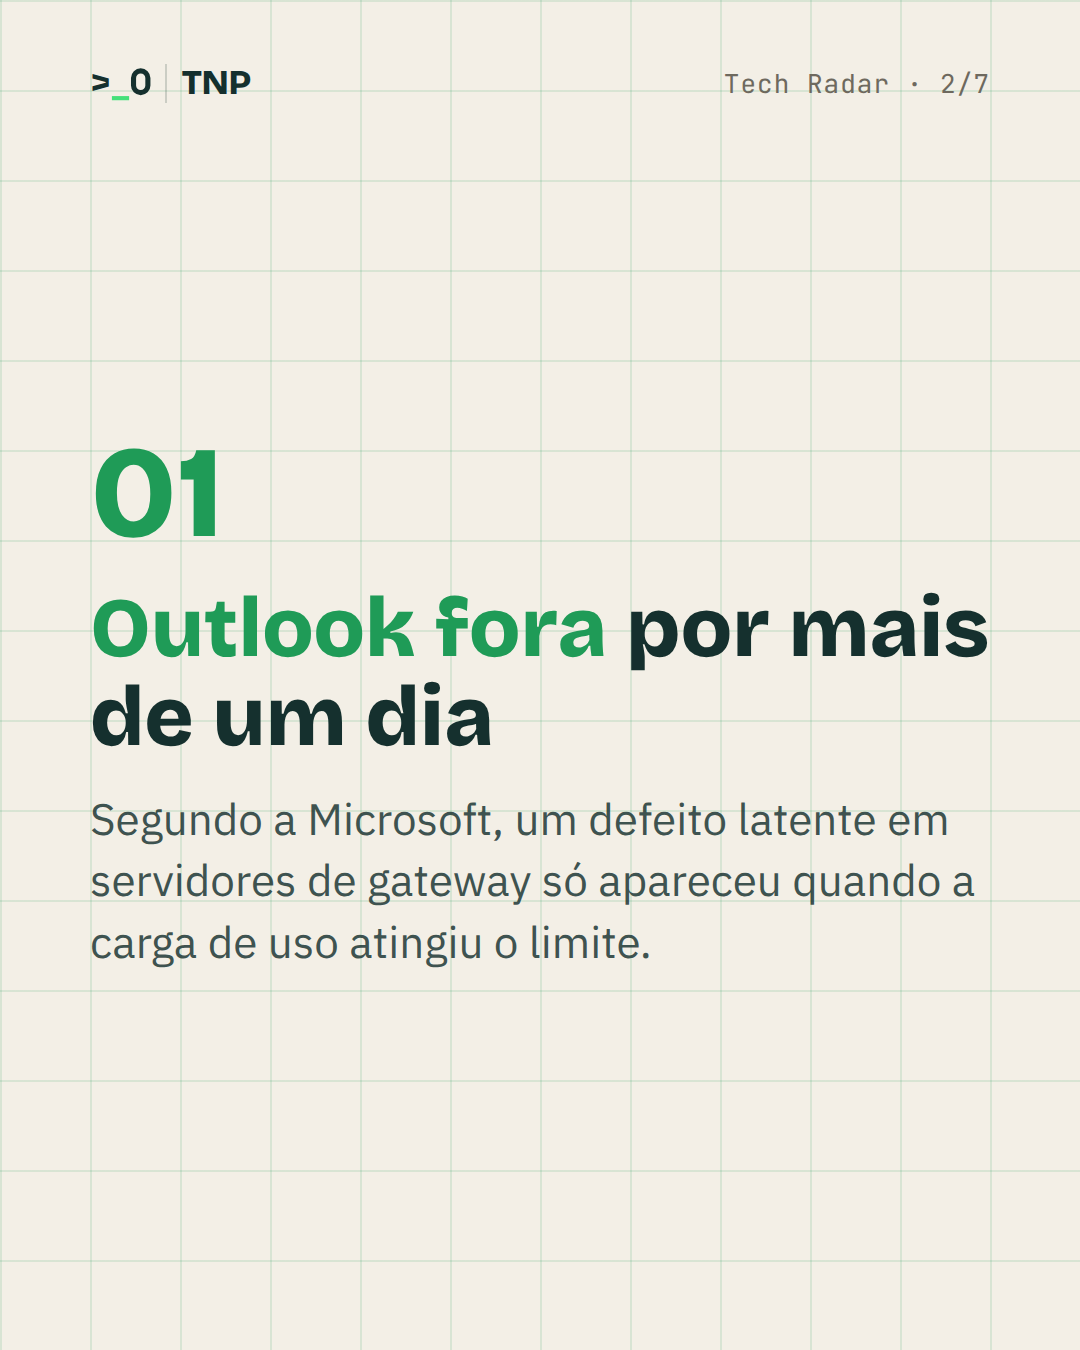 >_0 | TNP
Tech Radar · 2/7
01
Outlook fora por mais
de um dia
Segundo a Microsoft, um defeito latente em
servidores de gateway só apareceu quando a
carga de uso atingiu o limite.